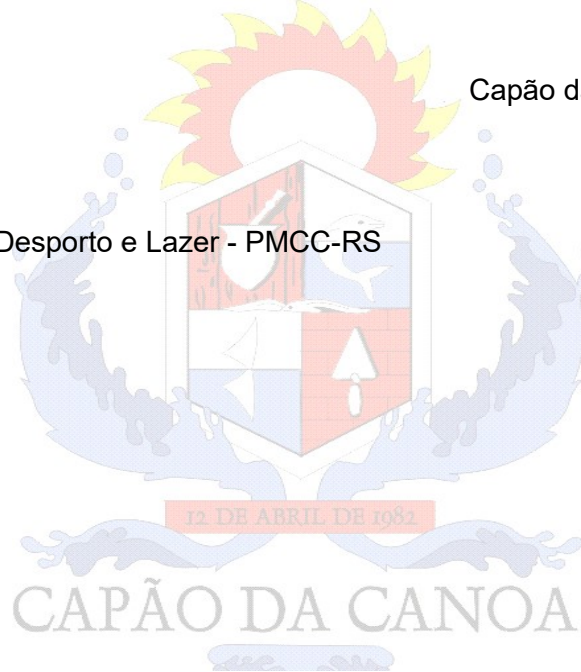 Capão d
Desporto e Lazer - PMCC-RS
12 DE ABRIL DE 1982
CAPÃO DA CANOA